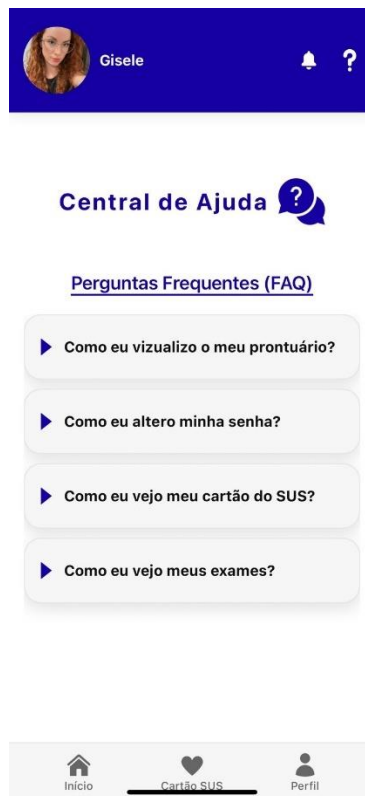 Gisele
Central de Ajuda
Perguntas Frequentes (FAQ)
Como eu vizualizo o meu prontuário?
Como eu altero minha senha?
Como eu vejo meu cartão do SUS?
Como eu vejo meus exames?
Início Cartão SUS Perfil